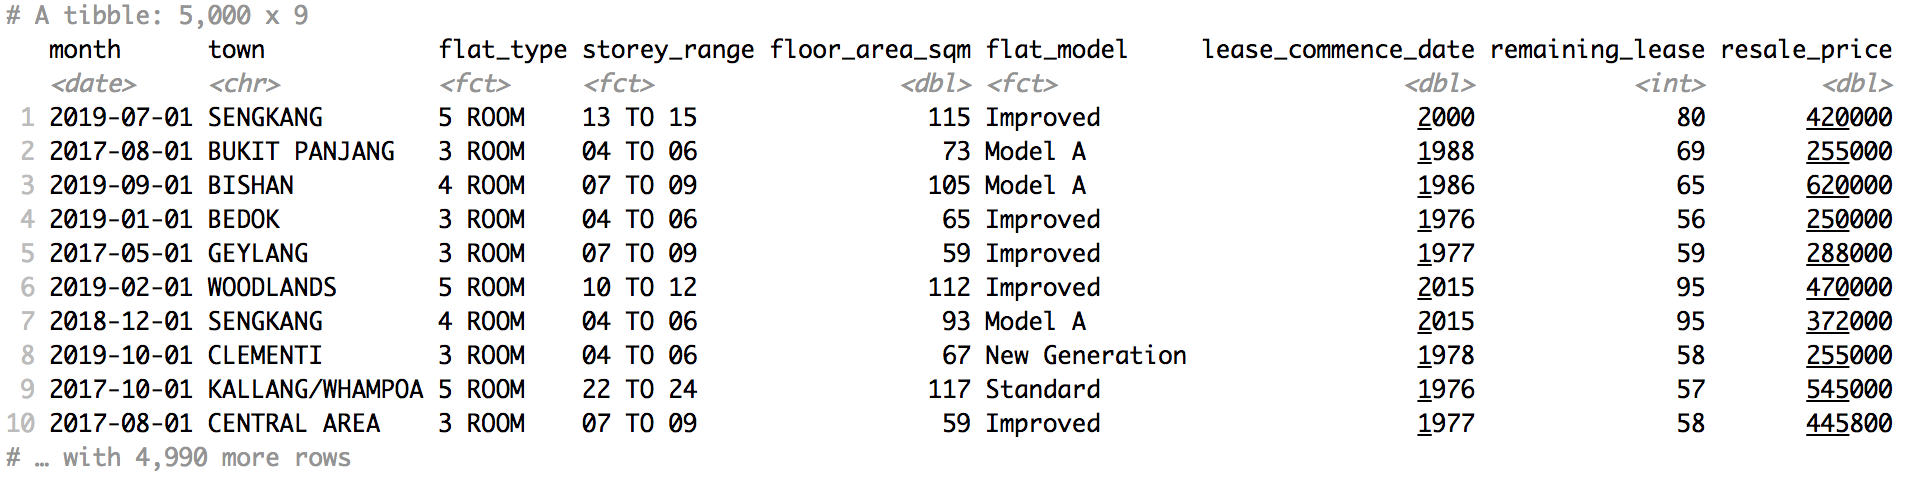 # A tibble: 5,000 x 9
month town flat_type storey_range floor_area_sqm flat_model lease_commence_date remaining_lease resale_price
<date> <chr> <fct> <fct> <dbl> <fct> <dbl> <int> <dbl>
1 2019-07-01 SENGKANG 5 ROOM 13 TO 15 115 Improved 2000 80 420000
2 2017-08-01 BUKIT PANJANG 3 ROOM 04 TO 06 73 Model A 1988 69 255000
3 2019-09-01 BISHAN 4 ROOM 07 TO 09 105 Model A 1986 65 620000
4 2019-01-01 BEDOK 3 ROOM 04 TO 06 65 Improved 1976 56 250000
5 2017-05-01 GEYLANG 3 ROOM 07 TO 09 59 Improved 1977 59 288000
6 2019-02-01 WOODLANDS 5 ROOM 10 TO 12 112 Improved 2015 95 470000
7 2018-12-01 SENGKANG 4 ROOM 04 TO 06 93 Model A 2015 95 372000
8 2019-10-01 CLEMENTI 3 ROOM 04 TO 06 67 New Generation 1978 58 255000
9 2017-10-01 KALLANG/WHAMPOA 5 ROOM 22 TO 24 117 Standard 1976 57 545000
10 2017-08-01 CENTRAL AREA 3 ROOM 07 TO 09 59 Improved 1977 58 445800
# … with 4,990 more rows